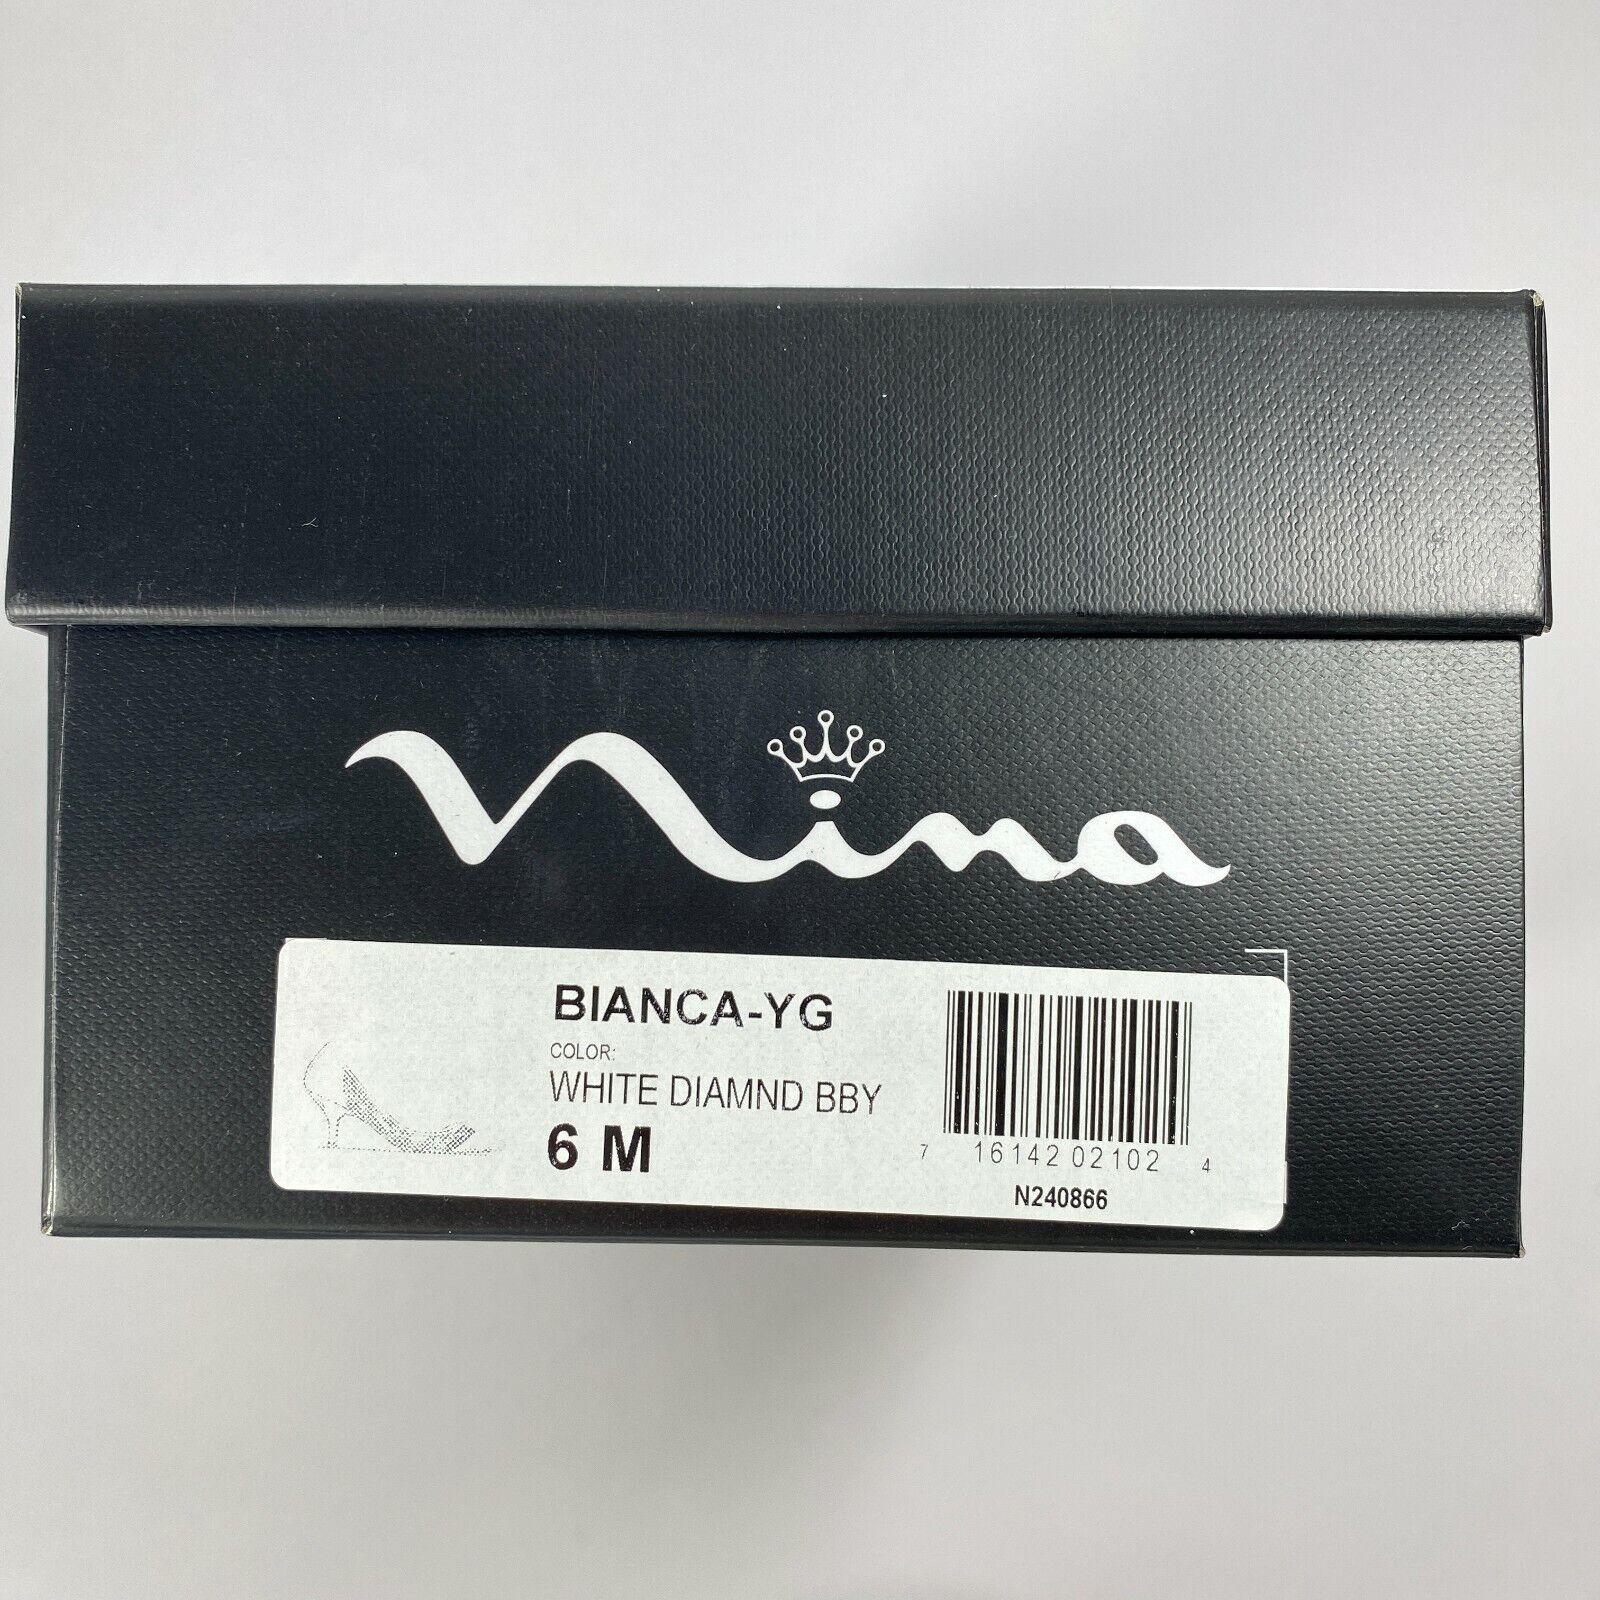 nina
BIANCA-YG
COLOR:
WHITE DIAMND BBY
6 M
7 16142 02102 4
N240866